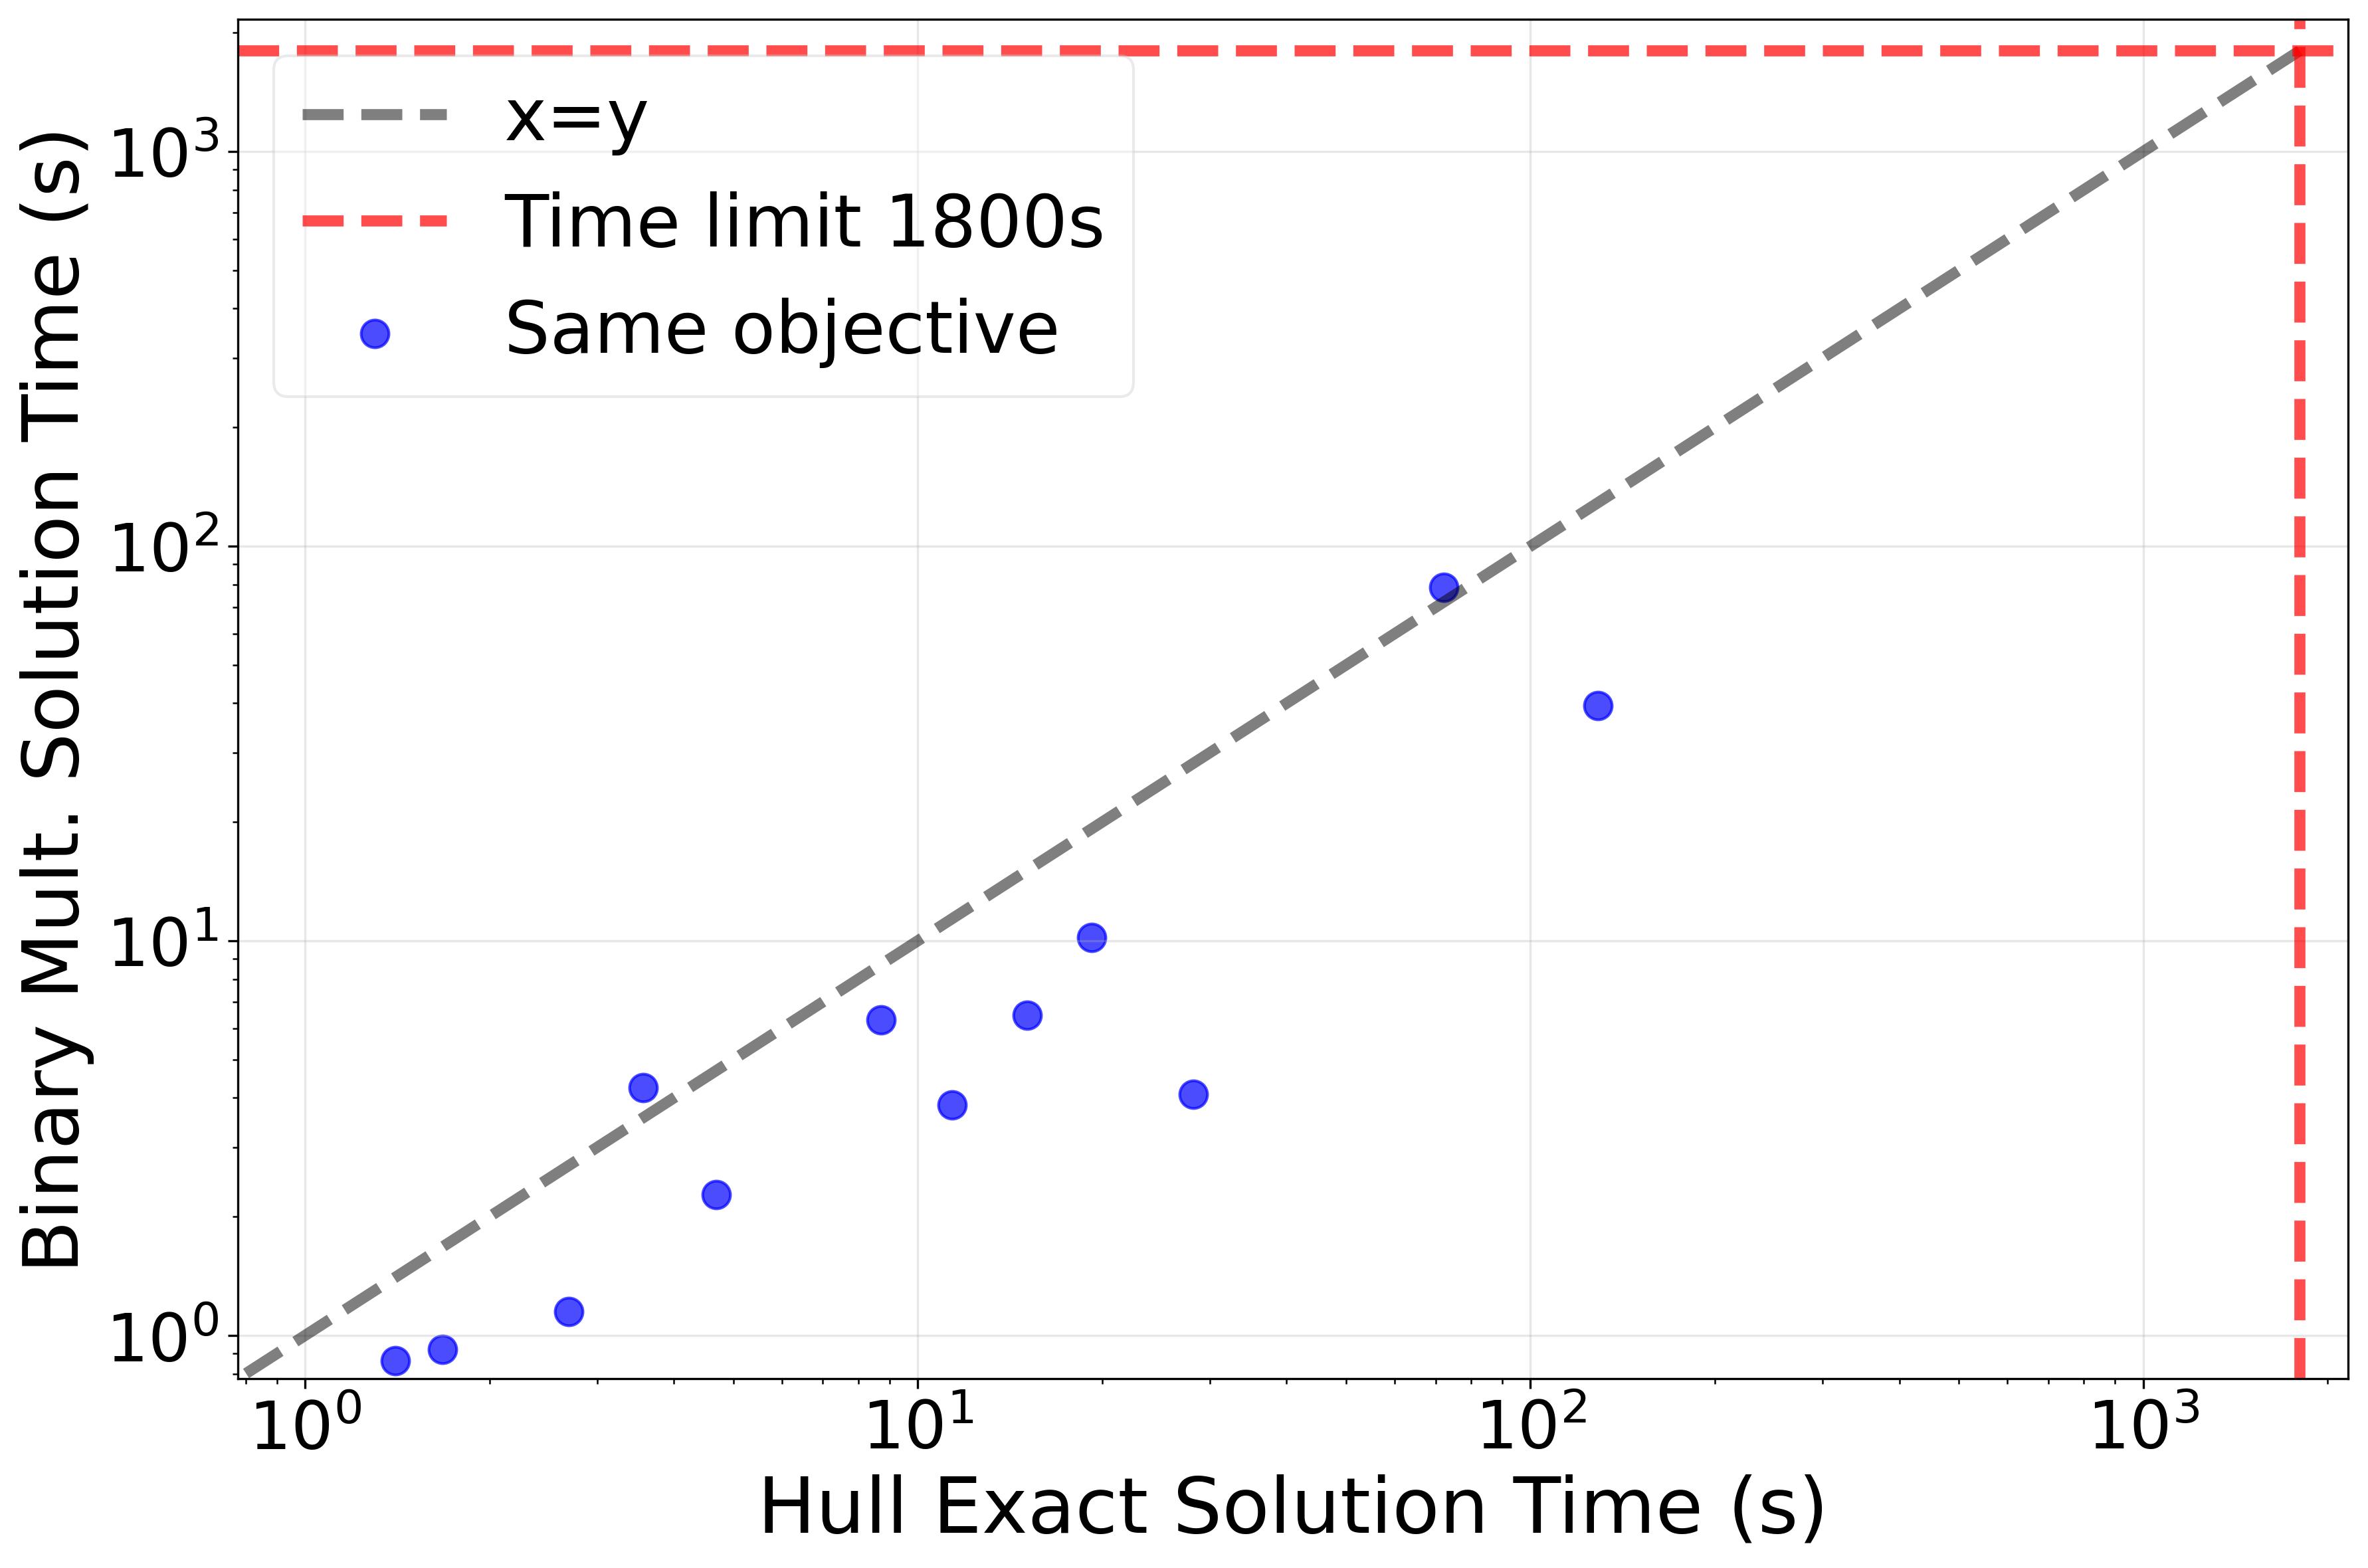 x=y
Time limit 1800s
Same objective
Binary Mult. Solution Time (s)
10³
10²
10¹
10⁰
10⁰ 10¹ 10² 10³
Hull Exact Solution Time (s)